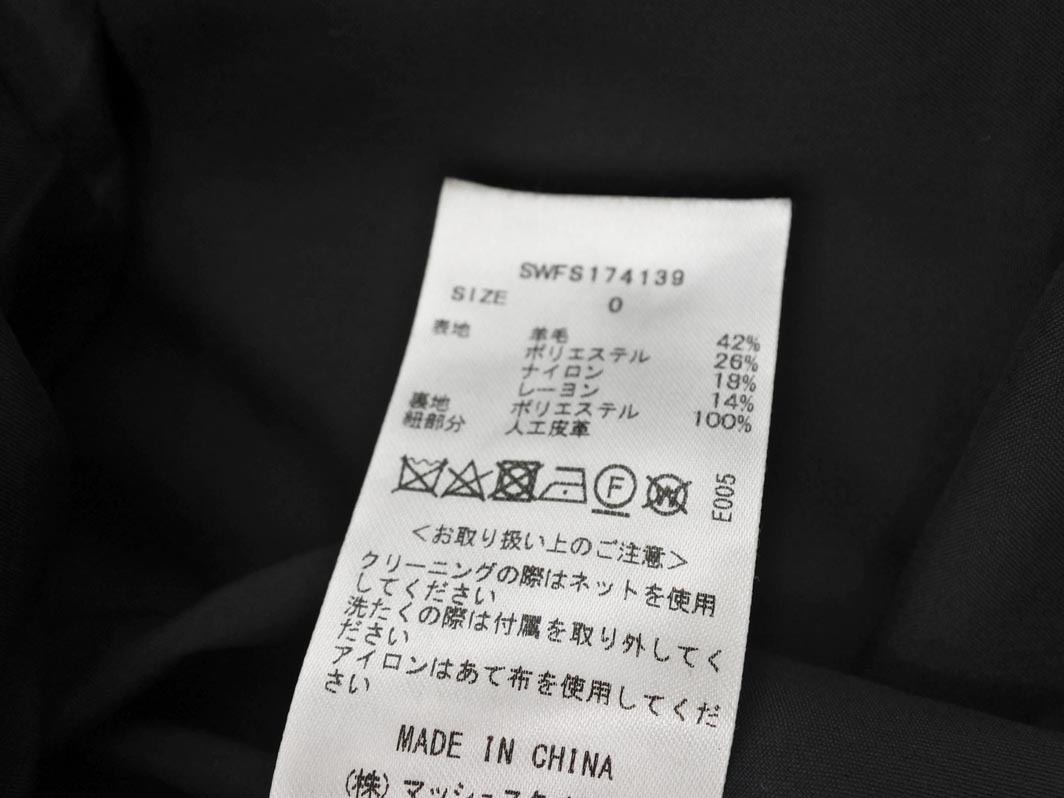 SWFS174139
SIZE 0
表地 羊毛 42%
ポリエステル 26%
ナイロン 18%
レーヨン 14%
裏地 ポリエステル 100%
紐部分 人工皮革
F W E005
<お取り扱い上のご注意>
クリーニングの際はネットを使用
してください
洗たくの際は付属を取り外してく
ださい
アイロンはあて布を使用してくだ
さい
MADE IN CHINA
(株)マッシュ